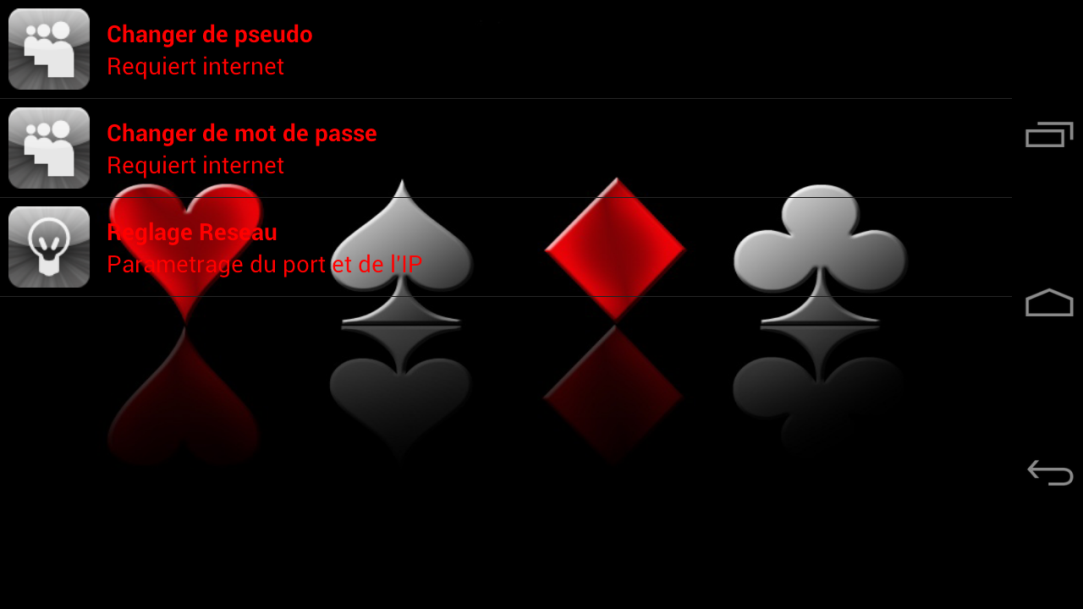 Changer de pseudo
Requiert internet
Changer de mot de passe
Requiert internet
Reglage Reseau
Parametrage du port et de l'IP